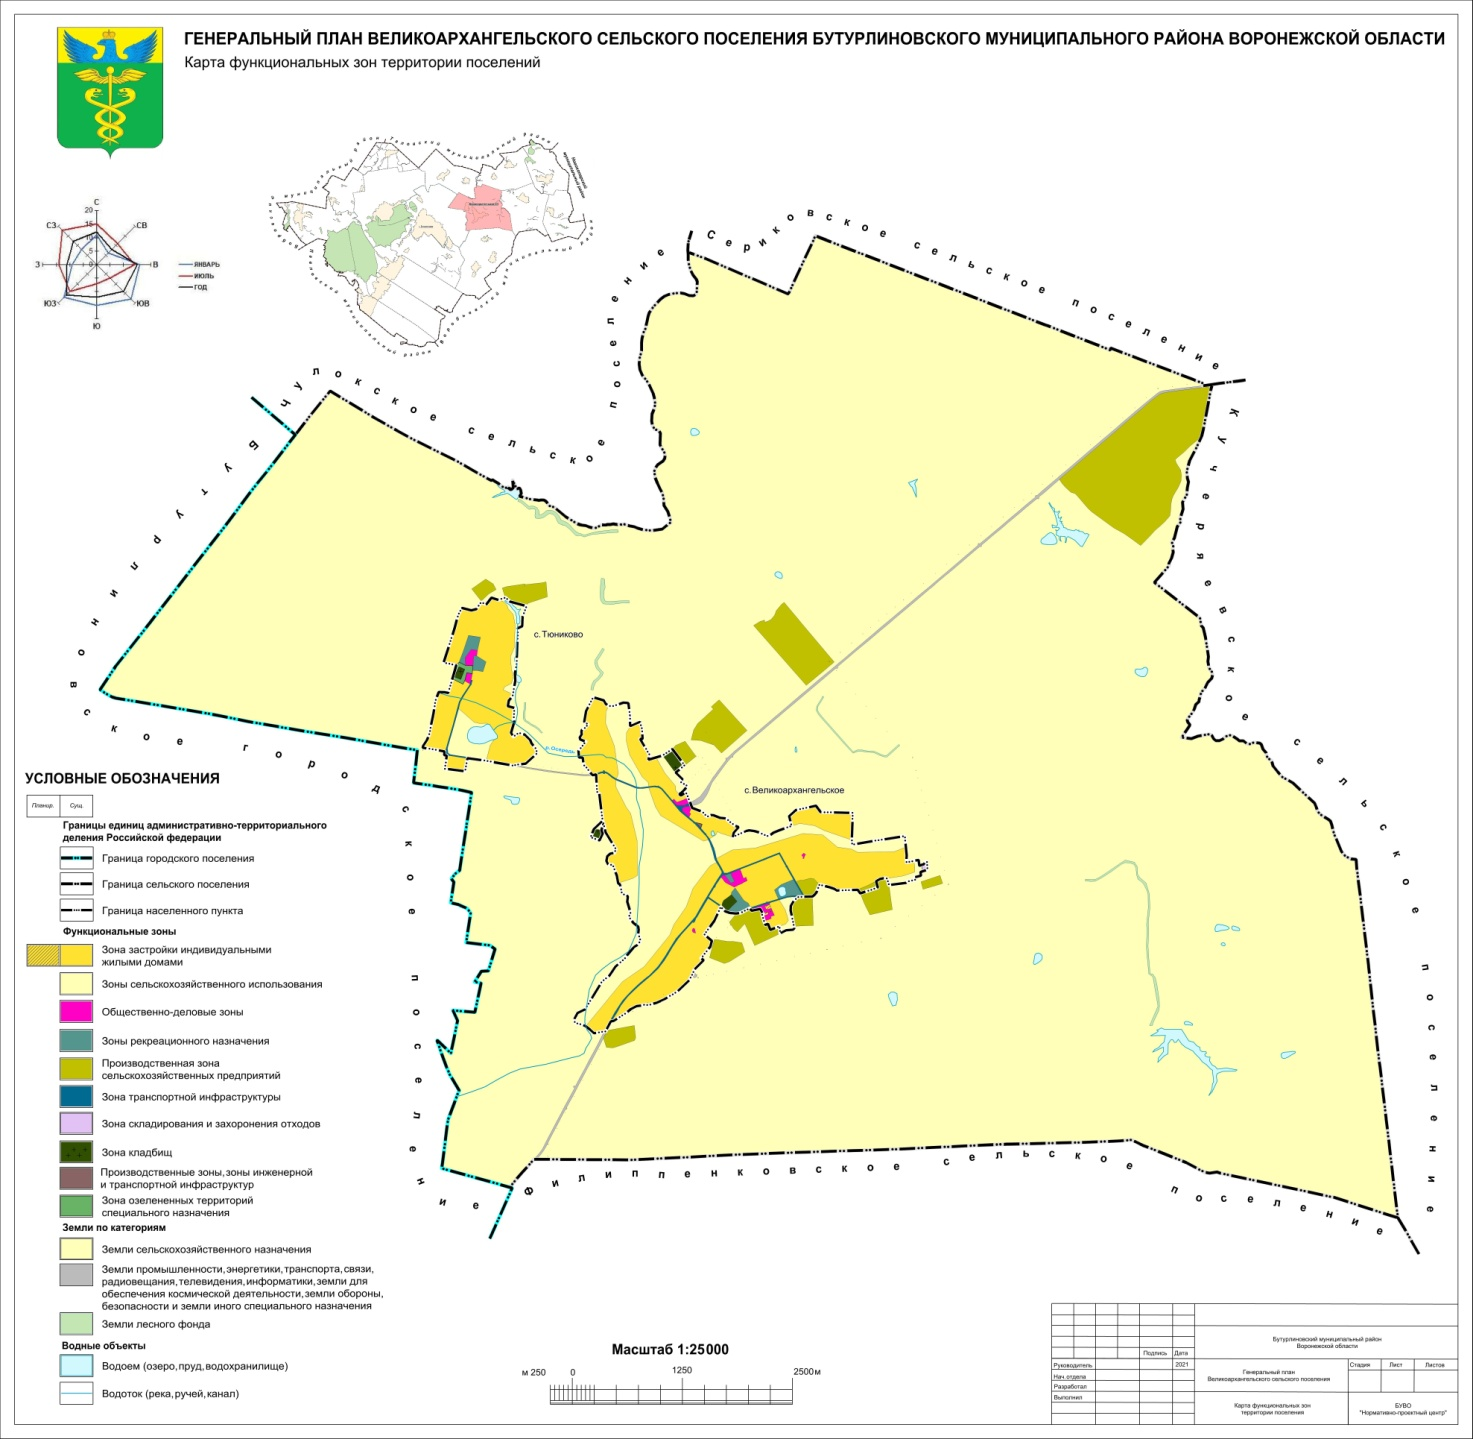 ГЕНЕРАЛЬНЫЙ ПЛАН ВЕЛИКОАРХАНГЕЛЬСКОГО СЕЛЬСКОГО ПОСЕЛЕНИЯ БУТУРЛИНОВСКОГО МУНИЦИПАЛЬНОГО РАЙОНА ВОРОНЕЖСКОЙ ОБЛАСТИ
Карта функциональных зон территории поселений
С
СВ
В
ЮВ
Ю
ЮЗ
З
СЗ
20
15
10
5
0
ЯНВАРЬ
ИЮЛЬ
ГОД
Сериковское сельское поселение
Чулокское сельское поселение
Бутурлиновское городское поселение
Кучеряевское сельское поселение
Филиппенковское сельское поселение
с. Тюниково
р. Осередь
с. Великоархангельское
УСЛОВНЫЕ ОБОЗНАЧЕНИЯ
Планир. Сущ.
Границы единиц административно-территориального
деления Российской федерации
Граница городского поселения
Граница сельского поселения
Граница населенного пункта
Функциональные зоны
Зона застройки индивидуальными
жилыми домами
Зоны сельскохозяйственного использования
Общественно-деловые зоны
Зоны рекреационного назначения
Производственная зона
сельскохозяйственных предприятий
Зона транспортной инфраструктуры
Зона складирования и захоронения отходов
Зона кладбищ
Производственные зоны, зоны инженерной
и транспортной инфраструктур
Зона озелененных территорий
специального назначения
Земли по категориям
Земли сельскохозяйственного назначения
Земли промышленности, энергетики, транспорта, связи,
радиовещания, телевидения, информатики, земли для
обеспечения космической деятельности, земли обороны,
безопасности и земли иного специального назначения
Земли лесного фонда
Водные объекты
Водоем (озеро, пруд, водохранилище)
Водоток (река, ручей, канал)
Масштаб 1:25000
м 250 0 1250 2500м
Бутурлиновский муниципальный район
Воронежской области
Подпись Дата
Руководитель 2021
Нач. отдела
Разработал
Выполнил
Генеральный план
Великоархангельского сельского поселения
Стадия Лист Листов
Карта функциональных зон
территории поселения
БУВО
"Нормативно-проектный центр"